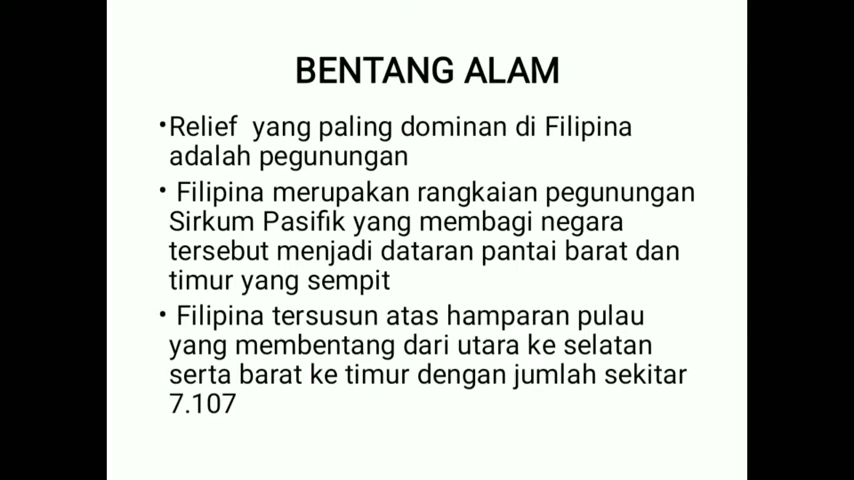 BENTANG ALAM
•Relief yang paling dominan di Filipina
adalah pegunungan
• Filipina merupakan rangkaian pegunungan
Sirkum Pasifik yang membagi negara
tersebut menjadi dataran pantai barat dan
timur yang sempit
• Filipina tersusun atas hamparan pulau
yang membentang dari utara ke selatan
serta barat ke timur dengan jumlah sekitar
7.107